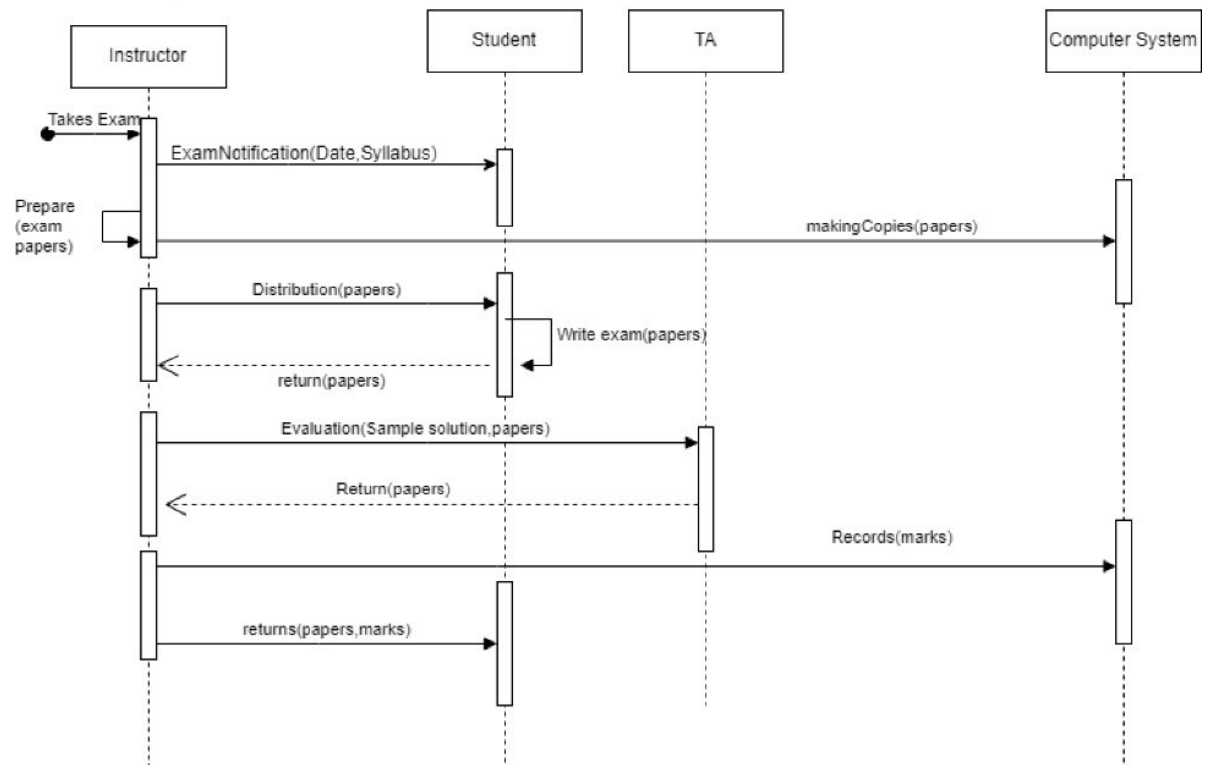 Instructor
Student
TA
Computer System
Takes Exam
ExamNotification(Date,Syllabus)
Prepare
(exam
papers)
makingCopies(papers)
Distribution(papers)
Write exam(papers)
return(papers)
Evaluation(Sample solution,papers)
Return(papers)
Records(marks)
returns(papers,marks)